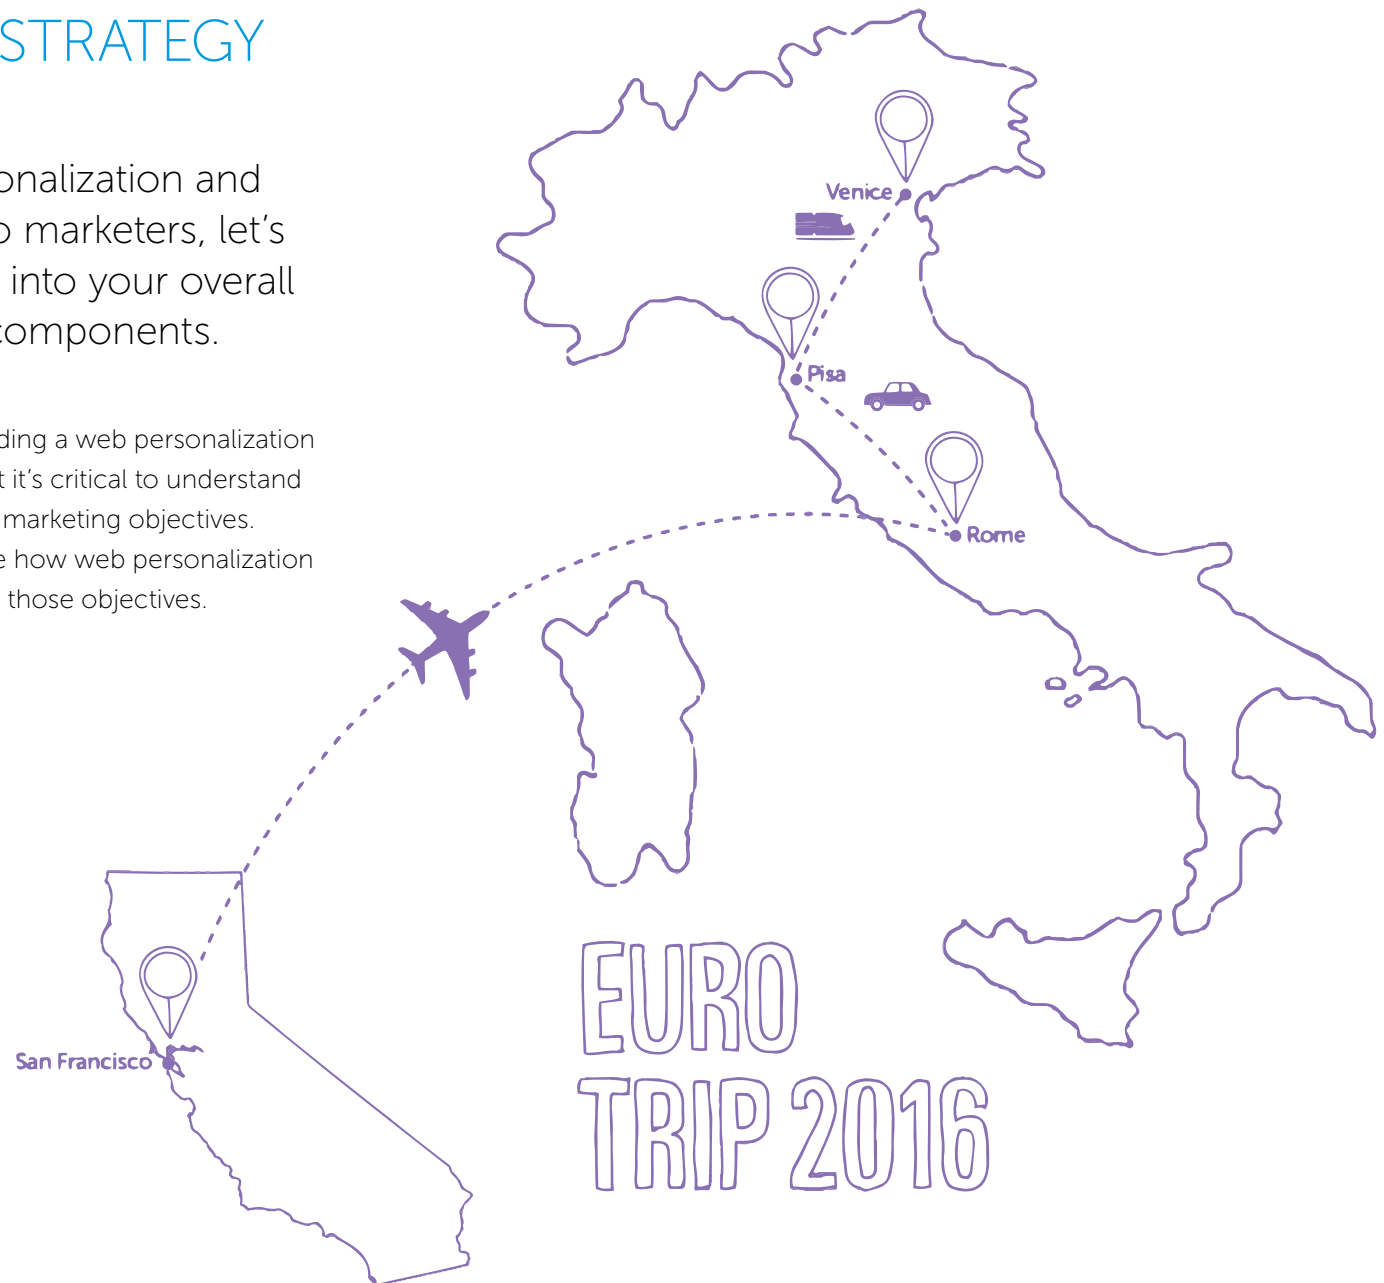 STRATEGY
onalization and
o marketers, let’s
into your overall
components.
ding a web personalization
t it’s critical to understand
marketing objectives.
e how web personalization
those objectives.
Venice
Pisa
Rome
San Francisco
EURO
TRIP 2016